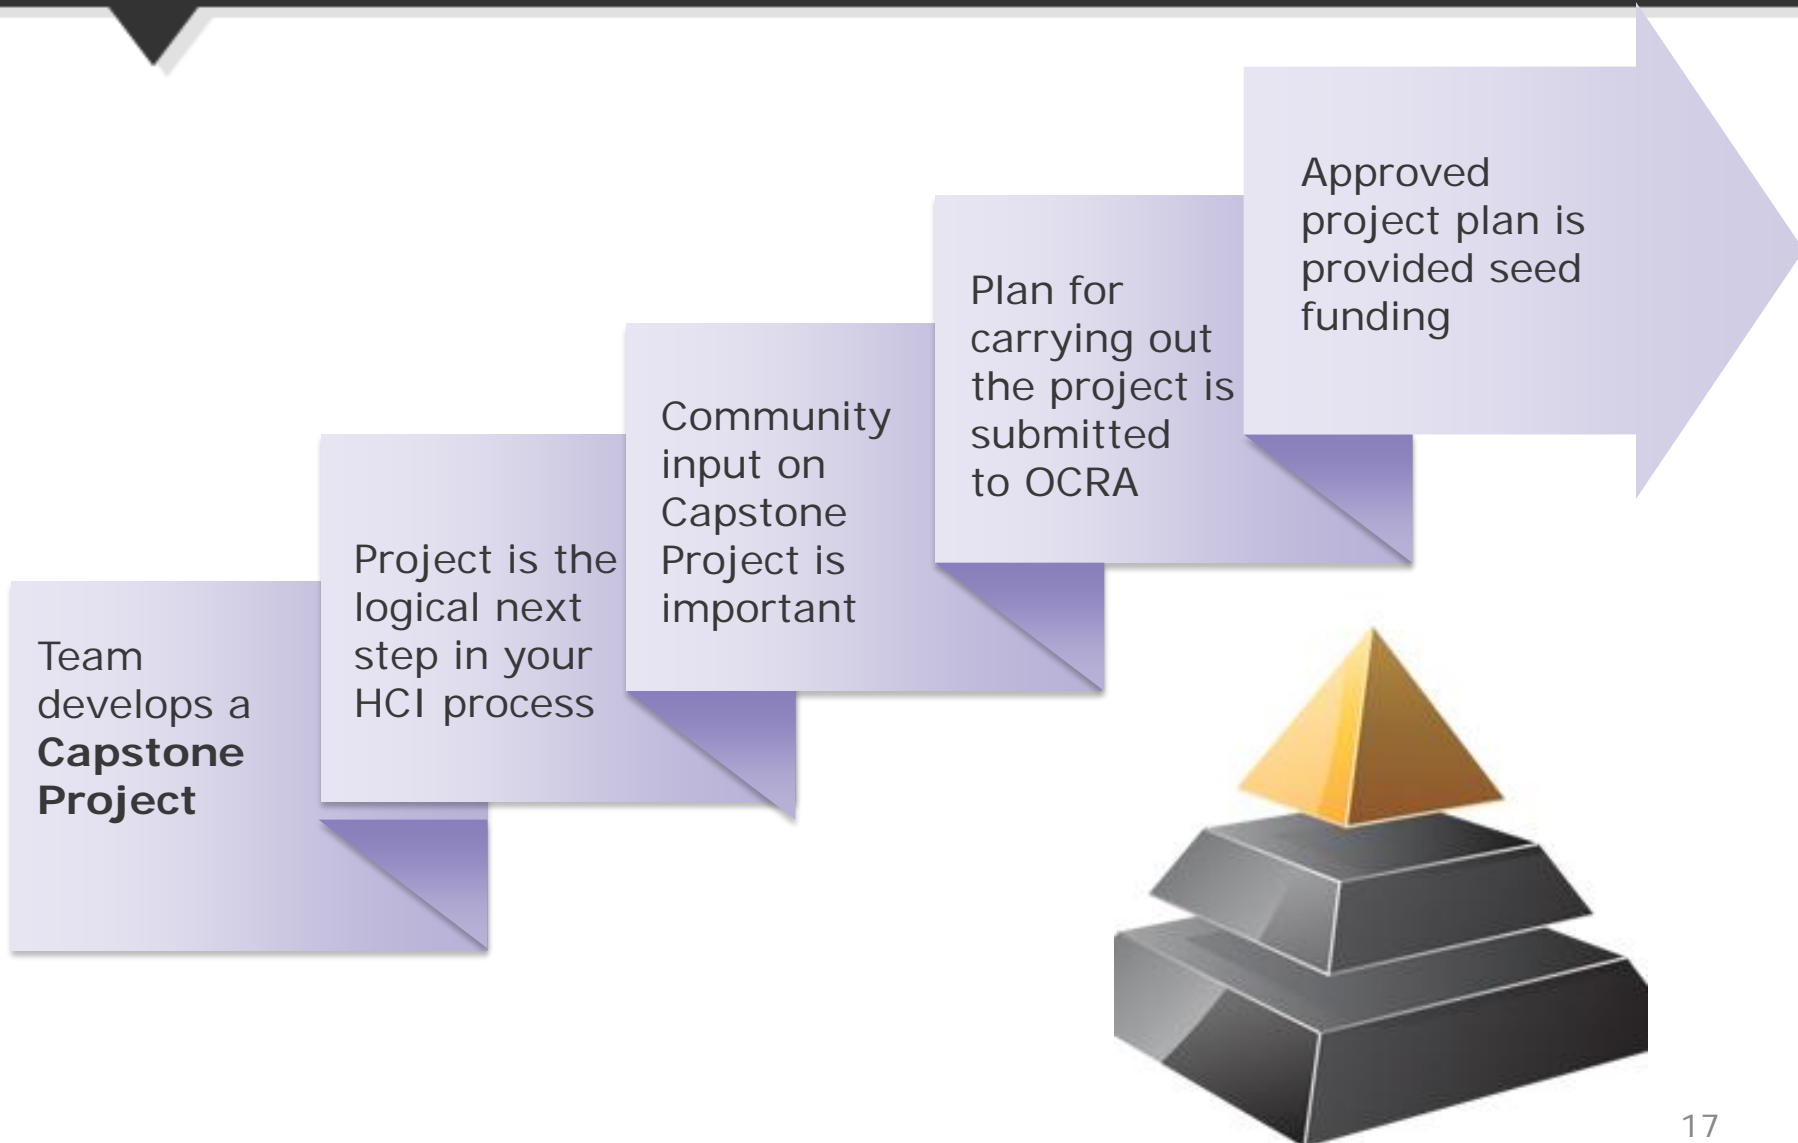 Team
develops a
Capstone
Project
Project is the
logical next
step in your
HCI process
Community
input on
Capstone
Project is
important
Plan for
carrying out
the project is
submitted
to OCRA
Approved
project plan is
provided seed
funding
17